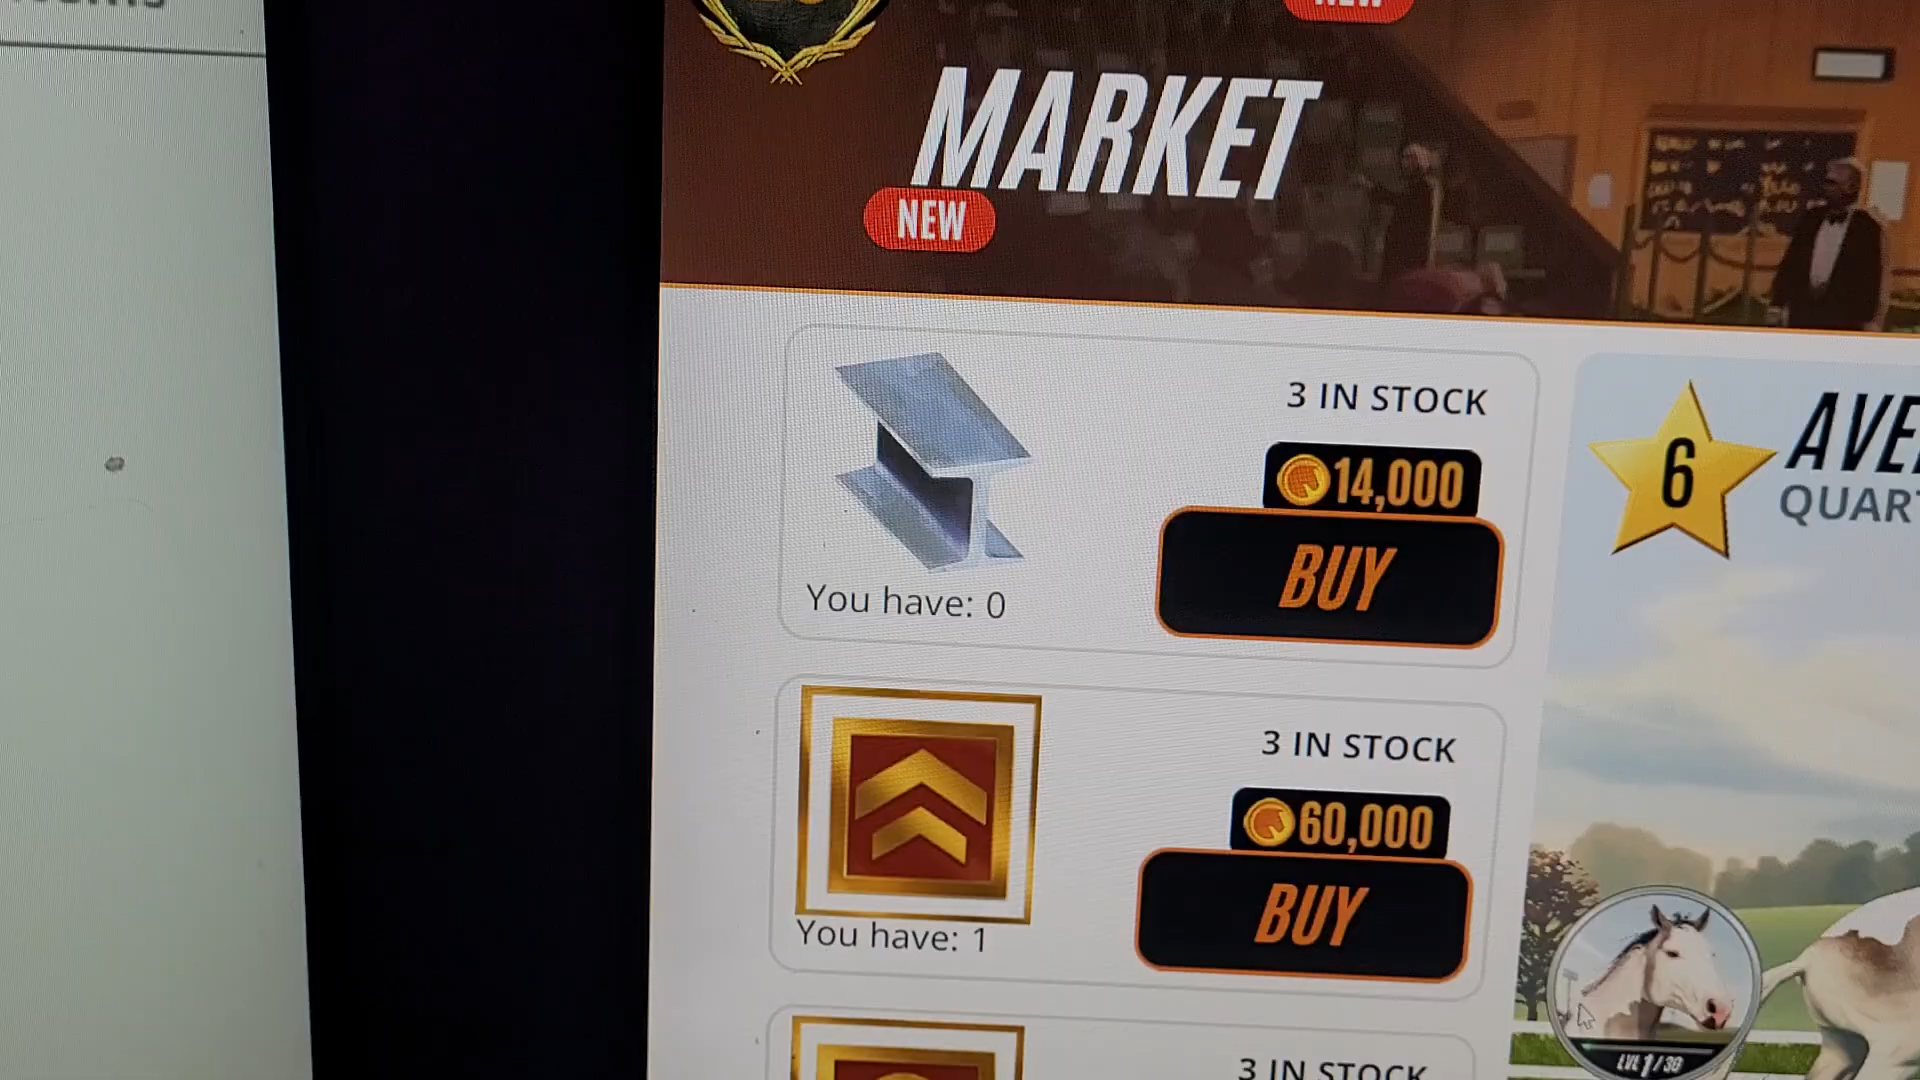 NEW
MARKET
NEW
3 IN STOCK
14,000
BUY
You have: 0
3 IN STOCK
60,000
BUY
You have: 1
3 IN STOCK
6
AVE
QUART
LVL 1/30